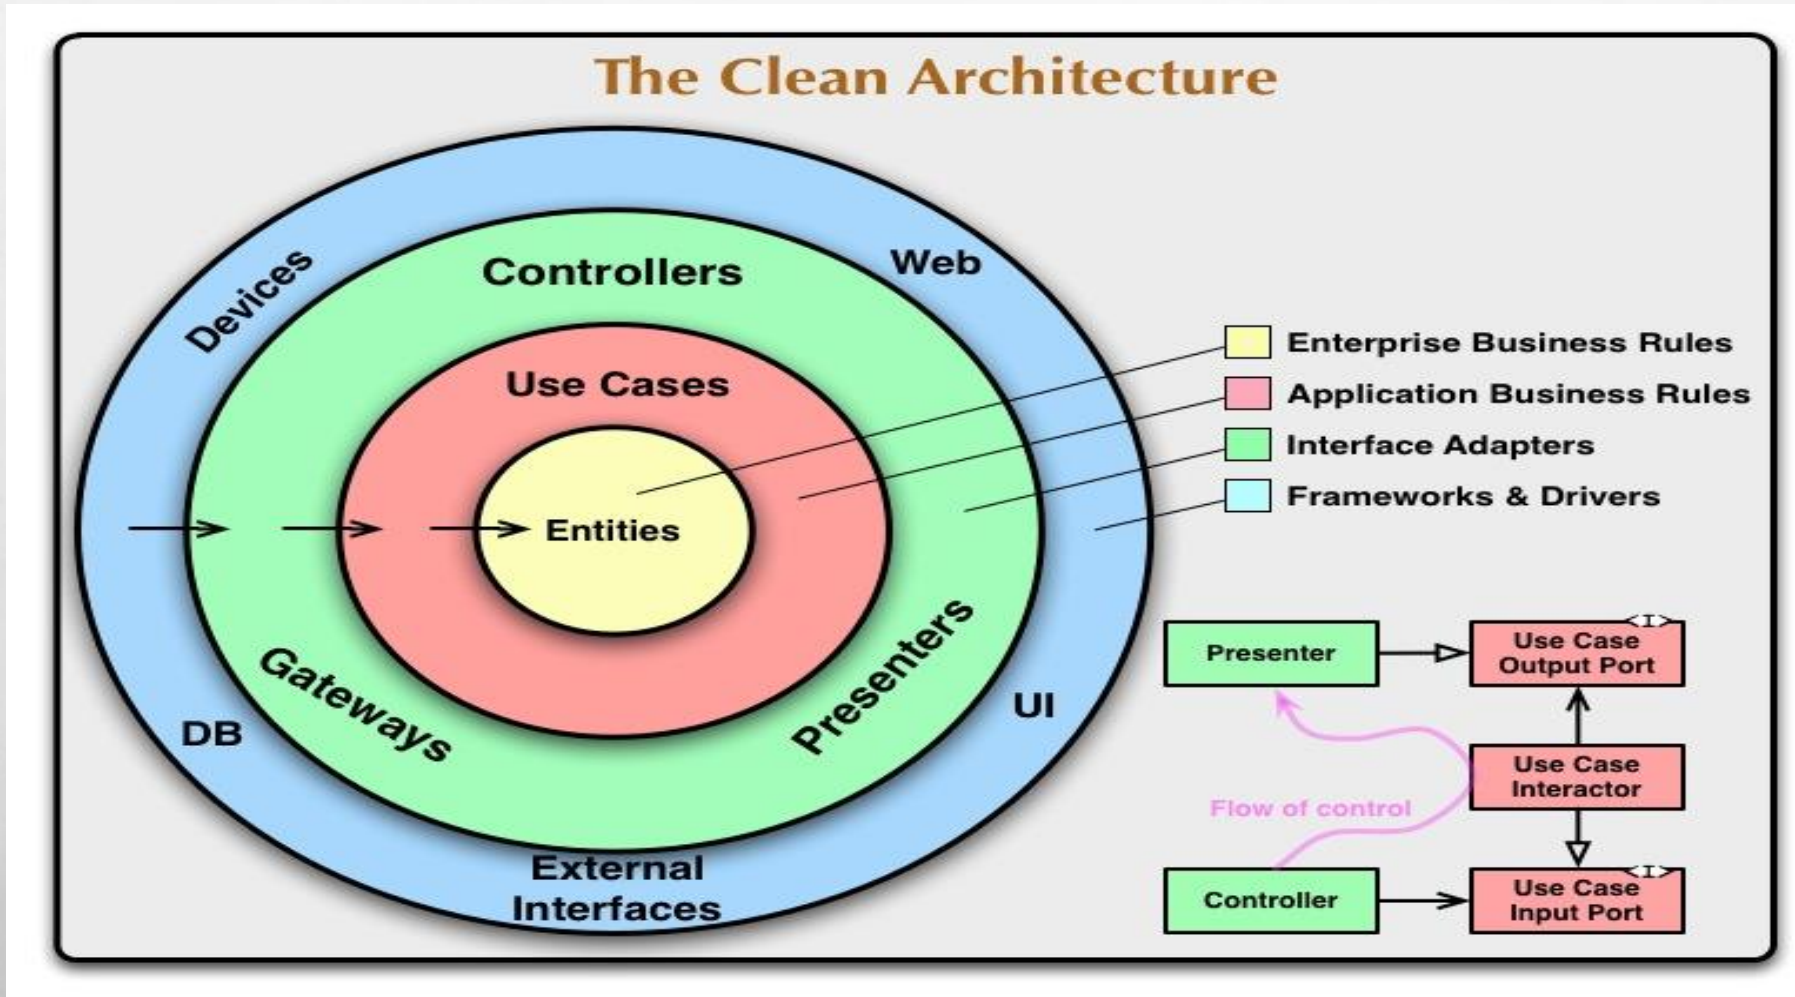 The Clean Architecture
Devices
Web
Controllers
Use Cases
Entities
Gateways
Presenters
DB
UI
External
Interfaces
Enterprise Business Rules
Application Business Rules
Interface Adapters
Frameworks & Drivers
Presenter
<I>
Use Case
Output Port
Use Case
Interactor
Flow of control
Controller
<I>
Use Case
Input Port